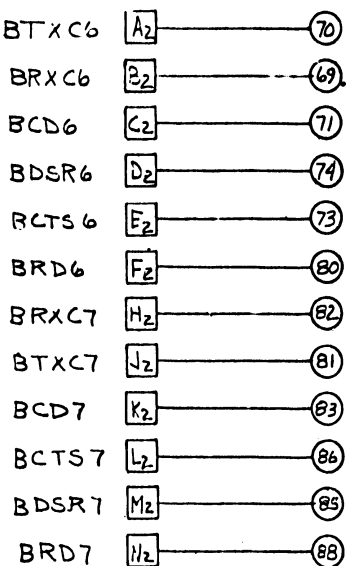 BTXC6 A2 70
BRXC6 B2 69
BCD6 C2 71
BDSR6 D2 74
BCTS6 E2 73
BRD6 F2 80
BRXC7 H2 82
BTXC7 J2 81
BCD7 K2 83
BCTS7 L2 86
BDSR7 M2 85
BRD7 N2 88